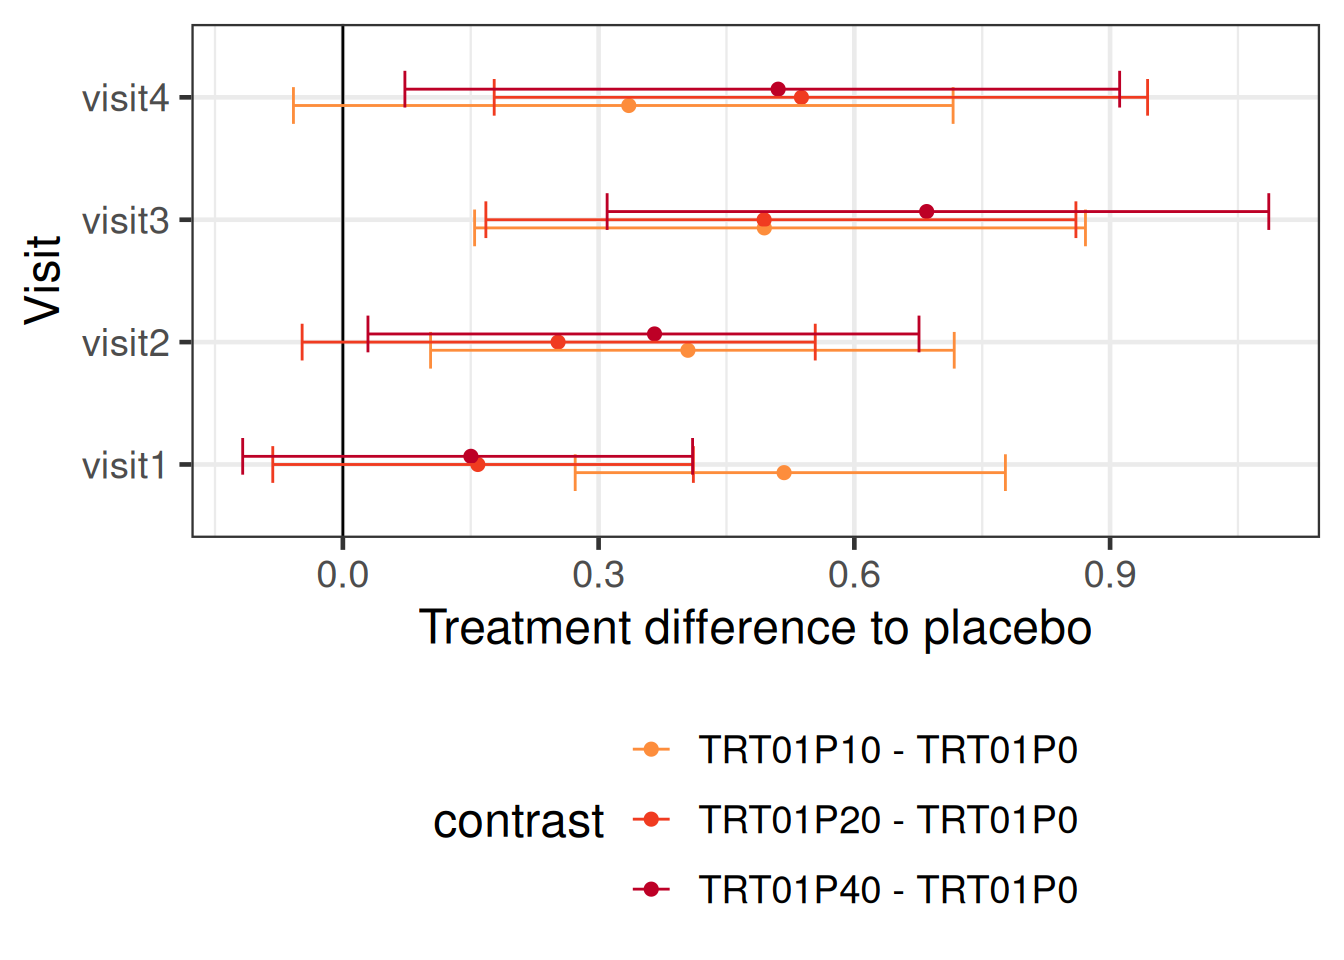 visit4
visit3
visit2
visit1
Visit
0.0 0.3 0.6 0.9
Treatment difference to placebo
contrast
TRT01P10 - TRT01P0
TRT01P20 - TRT01P0
TRT01P40 - TRT01P0